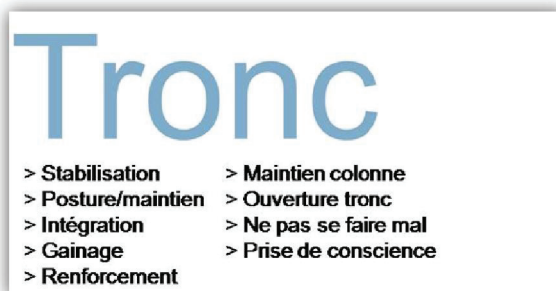 Tronc
> Stabilisation
> Posture/maintien
> Intégration
> Gainage
> Renforcement
> Maintien colonne
> Ouverture tronc
> Ne pas se faire mal
> Prise de conscience